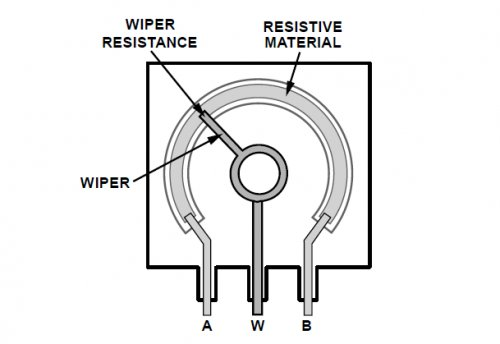 WIPER
RESISTANCE
RESISTIVE
MATERIAL
WIPER
A W B